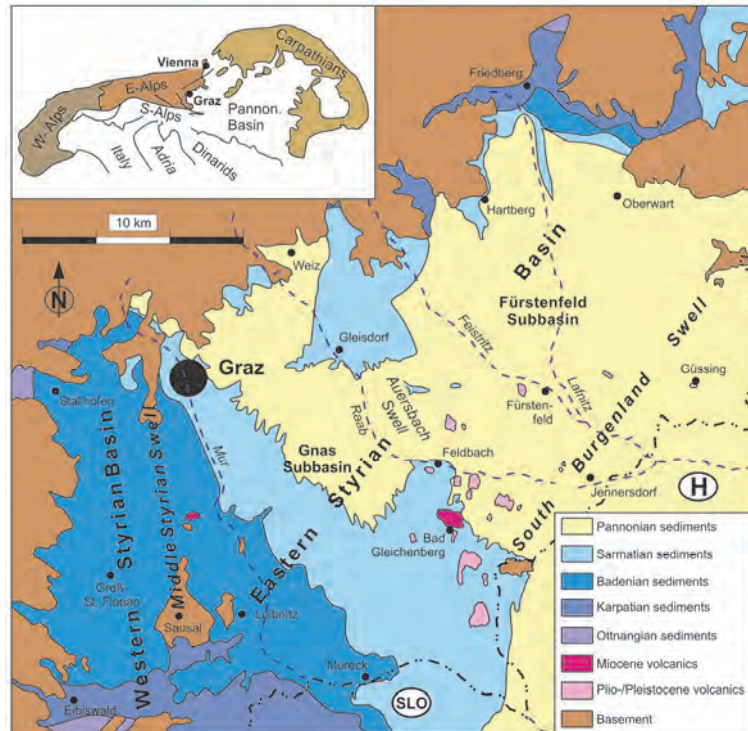 Vienna
Carpathians
E-Alps
Graz
S-Alps
Pannon.
Basin
W-Alps
Italy
Adria
Dinarids
10 km
N
Friedberg
Hartberg
Oberwart
Weiz
Basin
Fürstenfeld
Subbasin
Swell
Gleisdorf
Feistritz
Graz
Stallhofen
Güssing
Lafnitz
Fürsten-
feld
Auersbach
Swell
Raab
Burgenland
Gnas
Subbasin
Mur
Feldbach
Styrian
Jennersdorf
H
South
Bad
Gleichenberg
Eastern
Western Styrian Basin
Middle Styrian Swell
Groß-
St. Florian
Sausal
Leibnitz
Mureck
Eibiswald
SLO
Pannonian sediments
Sarmatian sediments
Badenian sediments
Karpatian sediments
Ottnangian sediments
Miocene volcanics
Plio-/Pleistocene volcanics
Basement